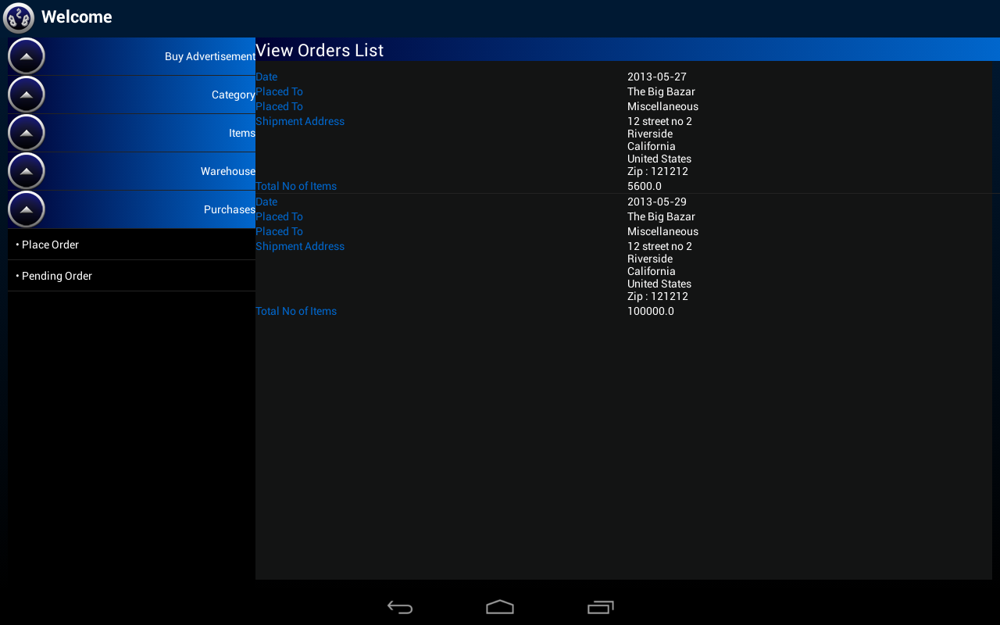 Welcome
Buy Advertisement
Category
Items
Warehouse
Purchases
• Place Order
• Pending Order
View Orders List
Date 2013-05-27
Placed To The Big Bazar
Placed To Miscellaneous
Shipment Address 12 street no 2
Riverside
California
United States
Zip : 121212
Total No of Items 5600.0
Date 2013-05-29
Placed To The Big Bazar
Placed To Miscellaneous
Shipment Address 12 street no 2
Riverside
California
United States
Zip : 121212
Total No of Items 100000.0